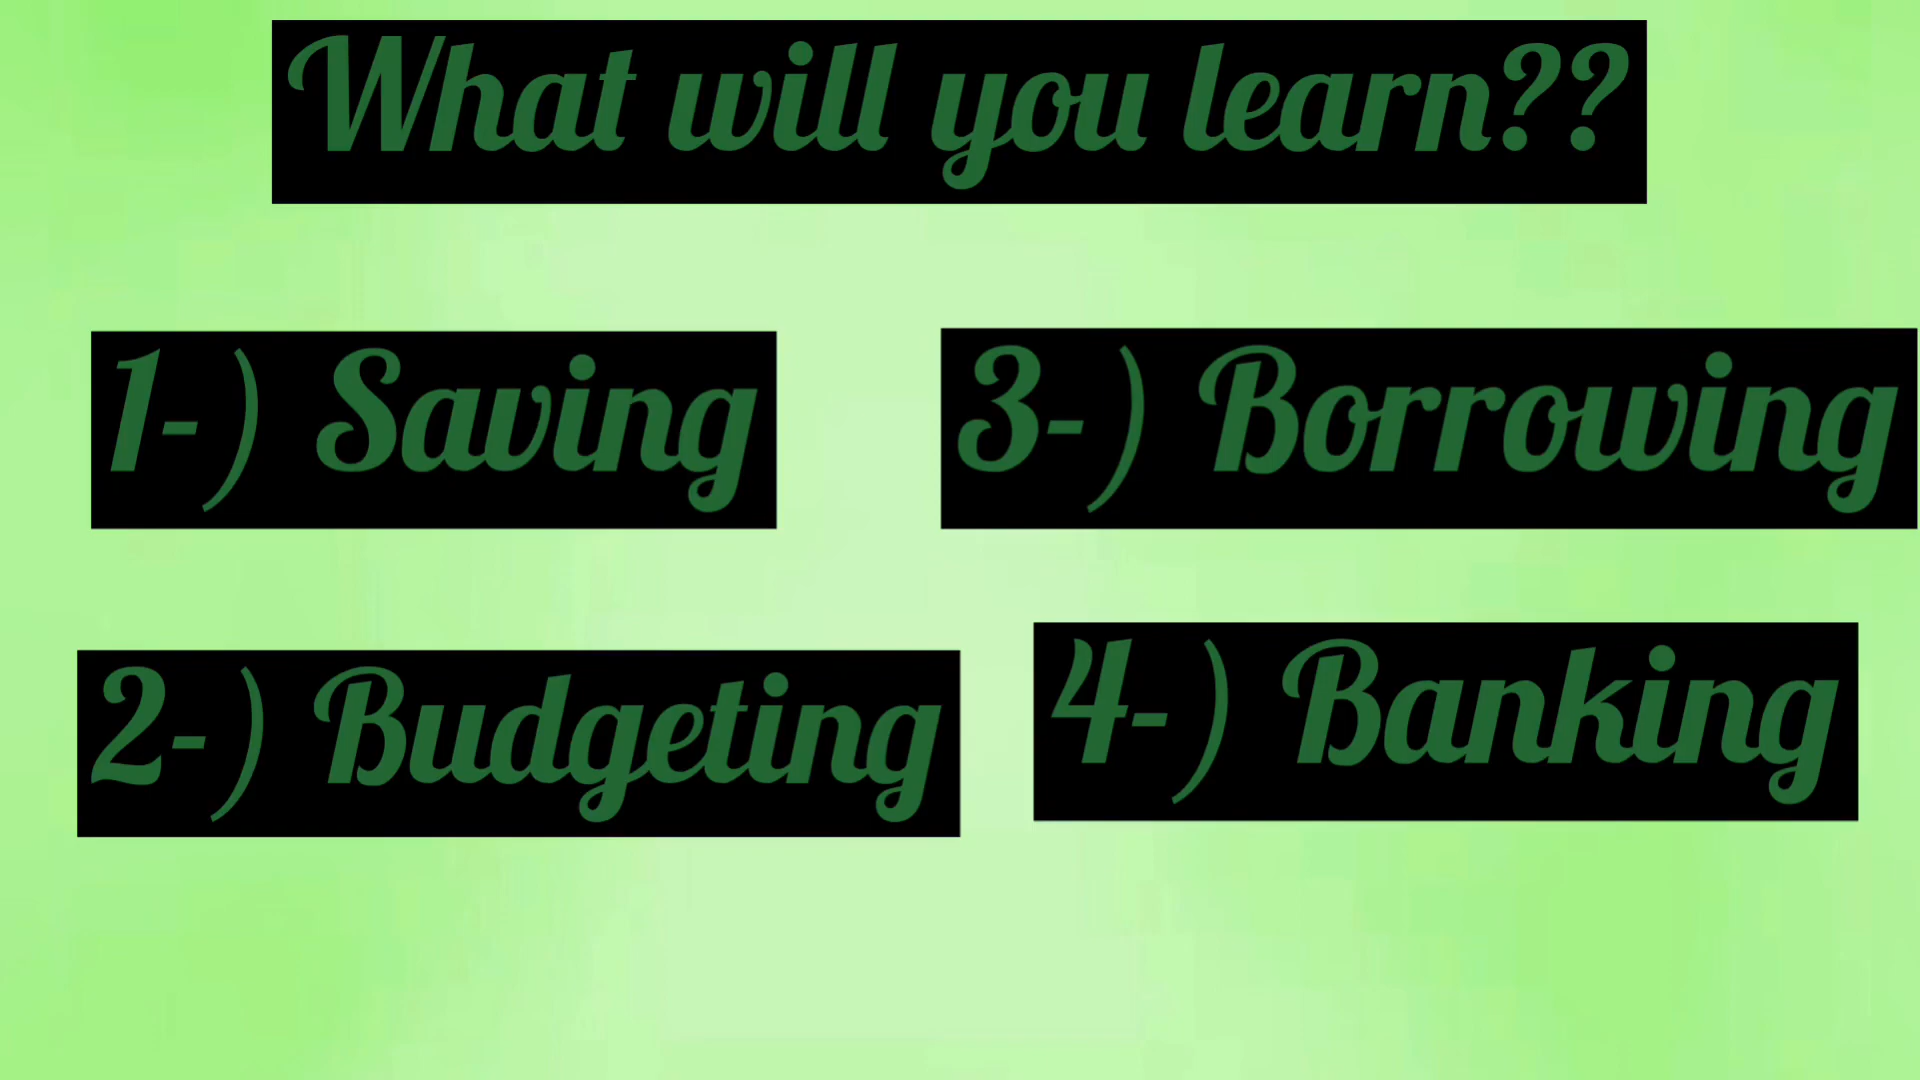 What will you learn??
1-) Saving
2-) Budgeting
3-) Borrowing
4-) Banking